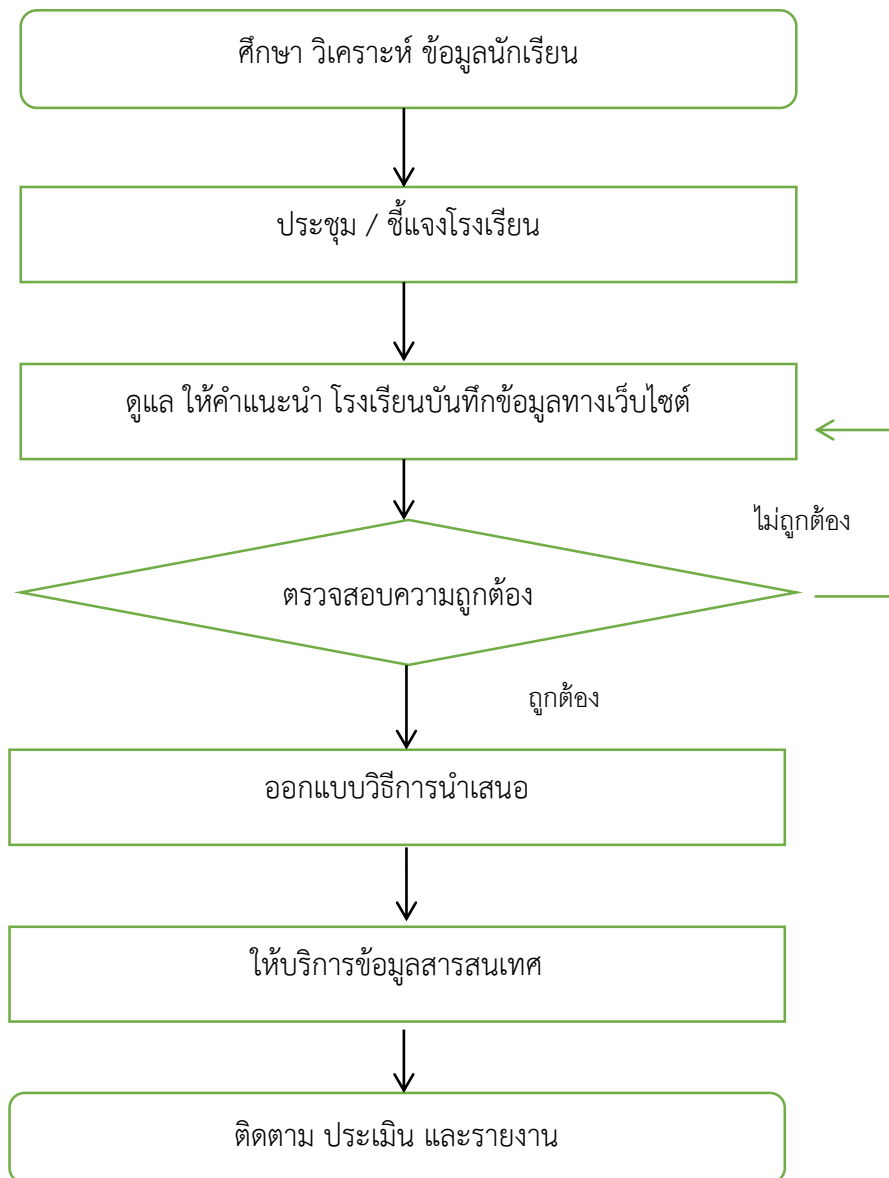 ศึกษา วิเคราะห์ ข้อมูลนักเรียน
ประชุม / ชี้แจงโรงเรียน
ดูแล ให้คำแนะนำ โรงเรียนบันทึกข้อมูลทางเว็บไซต์
ไม่ถูกต้อง
ตรวจสอบความถูกต้อง
ถูกต้อง
ออกแบบวิธีการนำเสนอ
ให้บริการข้อมูลสารสนเทศ
ติดตาม ประเมิน และรายงาน